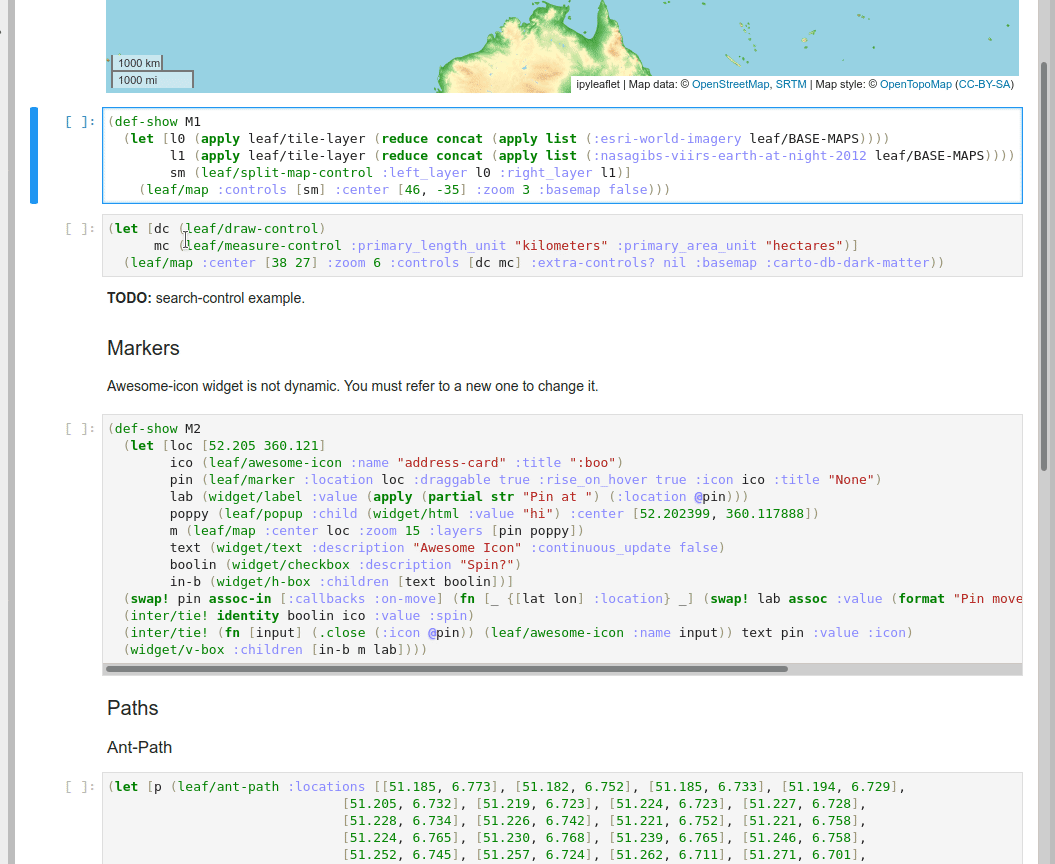 1000 km
1000 mi
ipyleaflet | Map data: © OpenStreetMap, SRTM | Map style: © OpenTopoMap (CC-BY-SA)
[ ]: (def-show M1
(let [l0 (apply leaf/tile-layer (reduce concat (apply list (:esri-world-imagery leaf/BASE-MAPS))))
l1 (apply leaf/tile-layer (reduce concat (apply list (:nasagibs-viirs-earth-at-night-2012 leaf/BASE-MAPS))))
sm (leaf/split-map-control :left_layer l0 :right_layer l1)]
(leaf/map :controls [sm] :center [46, -35] :zoom 3 :basemap false)))
[ ]: (let [dc (leaf/draw-control)
mc (leaf/measure-control :primary_length_unit "kilometers" :primary_area_unit "hectares")]
(leaf/map :center [38 27] :zoom 6 :controls [dc mc] :extra-controls? nil :basemap :carto-db-dark-matter))
TODO: search-control example.
Markers
Awesome-icon widget is not dynamic. You must refer to a new one to change it.
[ ]: (def-show M2
(let [loc [52.205 360.121]
ico (leaf/awesome-icon :name "address-card" :title ":boo")
pin (leaf/marker :location loc :draggable true :rise_on_hover true :icon ico :title "None")
lab (widget/label :value (apply (partial str "Pin at ") (:location @pin)))
poppy (leaf/popup :child (widget/html :value "hi") :center [52.202399, 360.117888])
m (leaf/map :center loc :zoom 15 :layers [pin poppy])
text (widget/text :description "Awesome Icon" :continuous_update false)
boolin (widget/checkbox :description "Spin?")
in-b (widget/h-box :children [text boolin])]
(swap! pin assoc-in [:callbacks :on-move] (fn [_ {[lat lon] :location} _] (swap! lab assoc :value (format "Pin move
(inter/tie! identity boolin ico :value :spin)
(inter/tie! (fn [input] (.close (:icon @pin)) (leaf/awesome-icon :name input)) text pin :value :icon)
(widget/v-box :children [in-b m lab])))
Paths
Ant-Path
[ ]: (let [p (leaf/ant-path :locations [[51.185, 6.773], [51.182, 6.752], [51.185, 6.733], [51.194, 6.729],
[51.205, 6.732], [51.219, 6.723], [51.224, 6.723], [51.227, 6.728],
[51.228, 6.734], [51.226, 6.742], [51.221, 6.752], [51.221, 6.758],
[51.224, 6.765], [51.230, 6.768], [51.239, 6.765], [51.246, 6.758],
[51.252, 6.745], [51.257, 6.724], [51.262, 6.711], [51.271, 6.701],